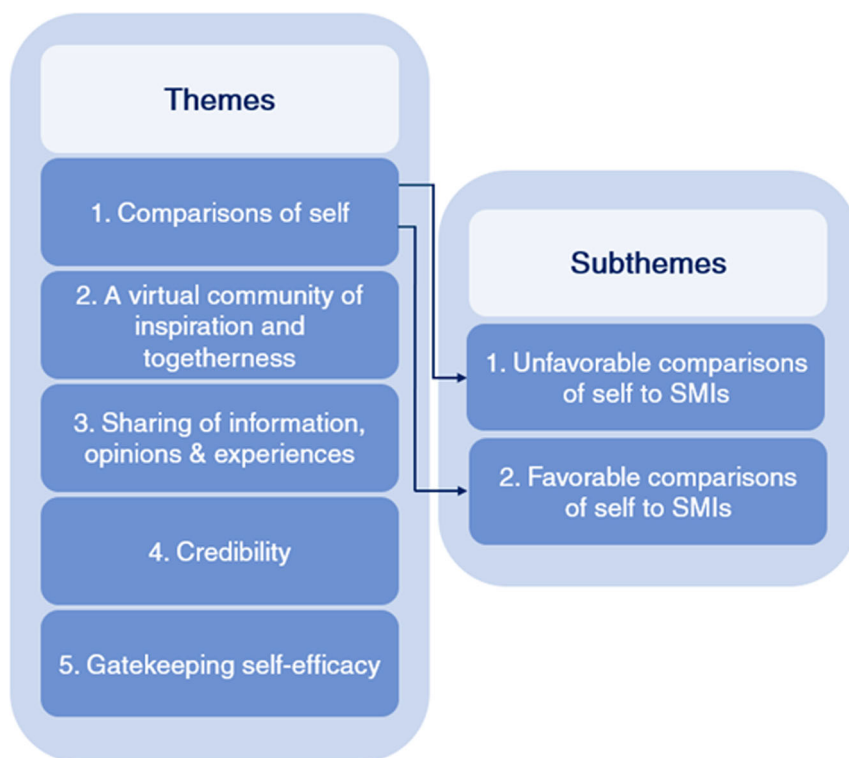 Themes
1. Comparisons of self
2. A virtual community of
inspiration and
togetherness
3. Sharing of information,
opinions & experiences
4. Credibility
5. Gatekeeping self-efficacy
Subthemes
1. Unfavorable comparisons
of self to SMIs
2. Favorable comparisons
of self to SMIs